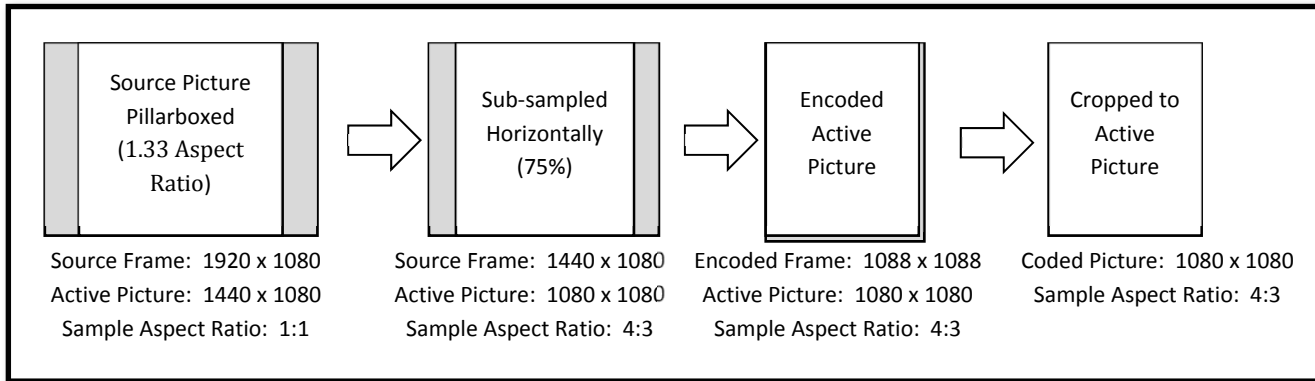 Source Picture
Pillarboxed
(1.33 Aspect
Ratio)
Sub-sampled
Horizontally
(75%)
Encoded
Active
Picture
Cropped to
Active
Picture
Source Frame: 1920 x 1080
Active Picture: 1440 x 1080
Sample Aspect Ratio: 1:1
Source Frame: 1440 x 1080
Active Picture: 1080 x 1080
Sample Aspect Ratio: 4:3
Encoded Frame: 1088 x 1088
Active Picture: 1080 x 1080
Sample Aspect Ratio: 4:3
Coded Picture: 1080 x 1080
Sample Aspect Ratio: 4:3